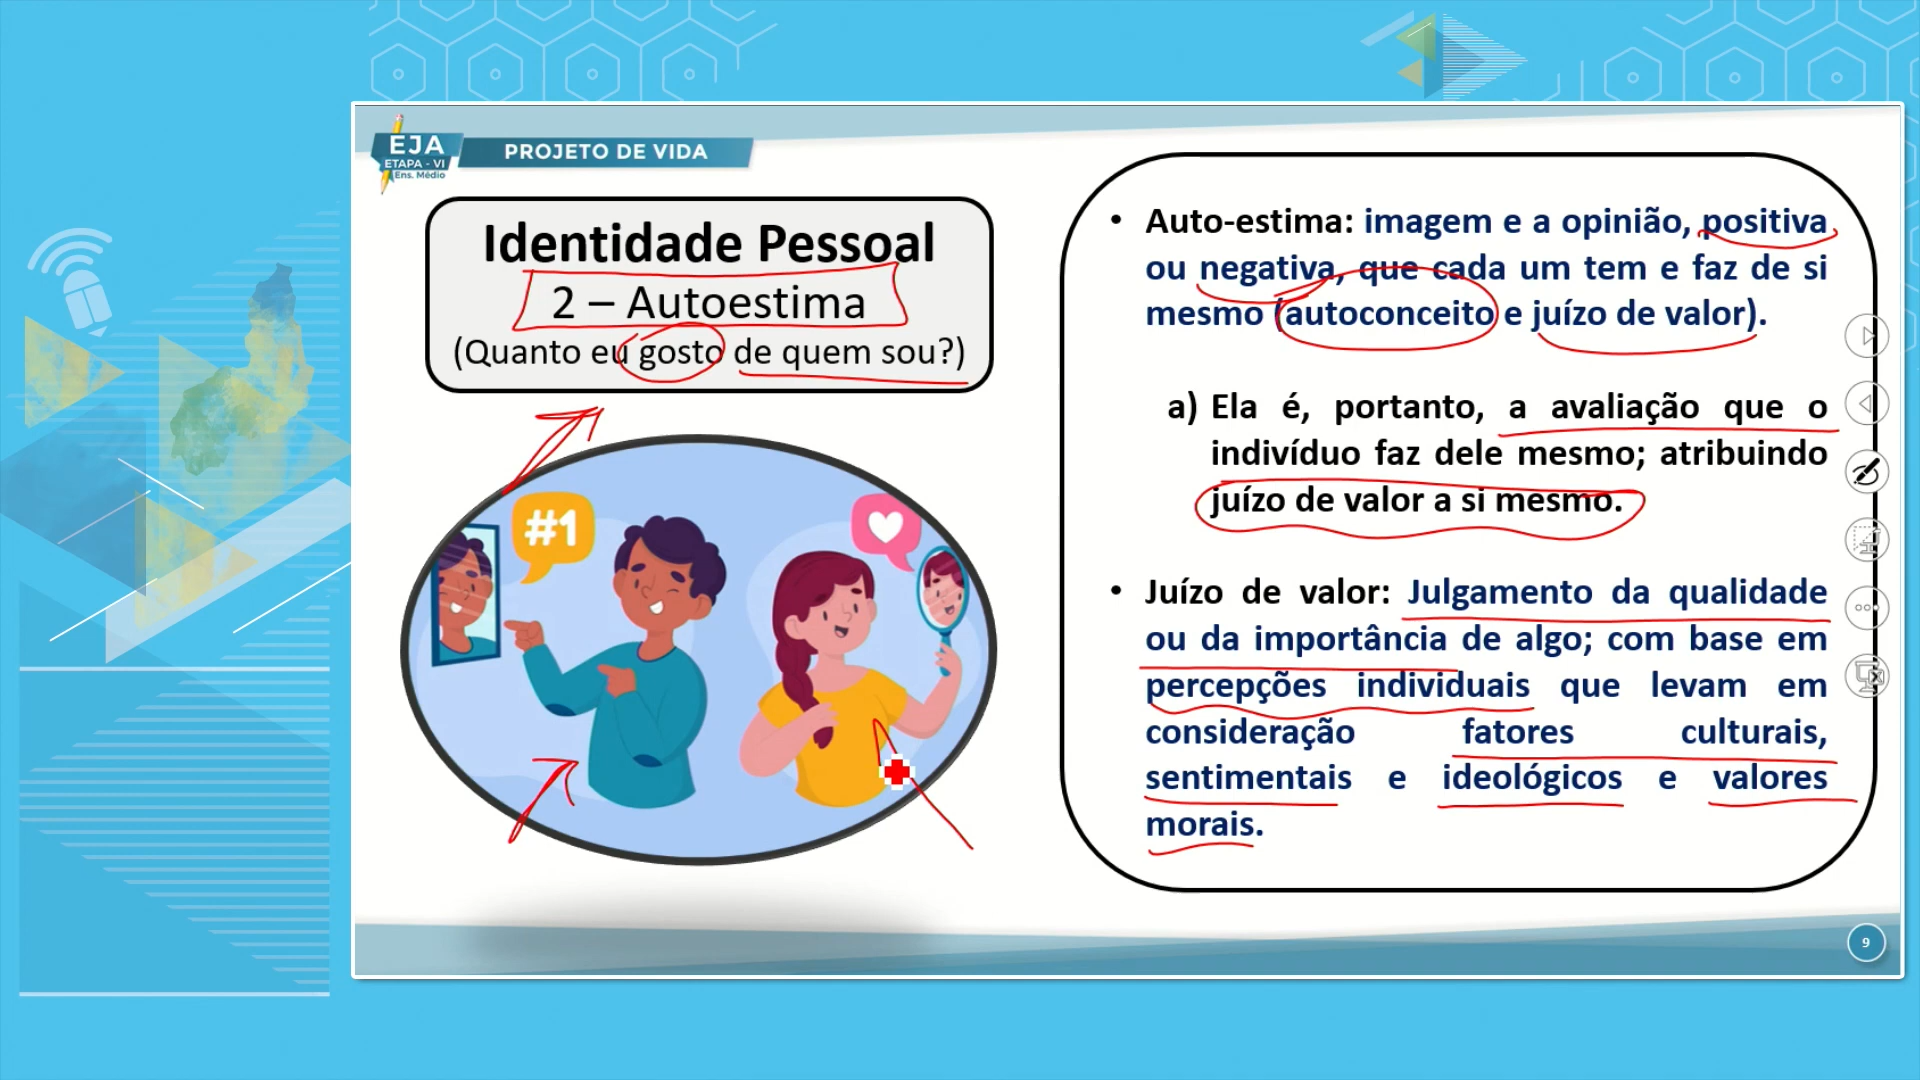 EJA
ETAPA - VI
Ens. Médio
PROJETO DE VIDA
Identidade Pessoal
2 – Autoestima
(Quanto eu gosto de quem sou?)
#1
• Auto-estima: imagem e a opinião, positiva
ou negativa, que cada um tem e faz de si
mesmo (autoconceito e juízo de valor).
a) Ela é, portanto, a avaliação que o
indivíduo faz dele mesmo; atribuindo
juízo de valor a si mesmo.
• Juízo de valor: Julgamento da qualidade
ou da importância de algo; com base em
percepções individuais que levam em
consideração fatores culturais,
sentimentais e ideológicos e valores
morais.
9